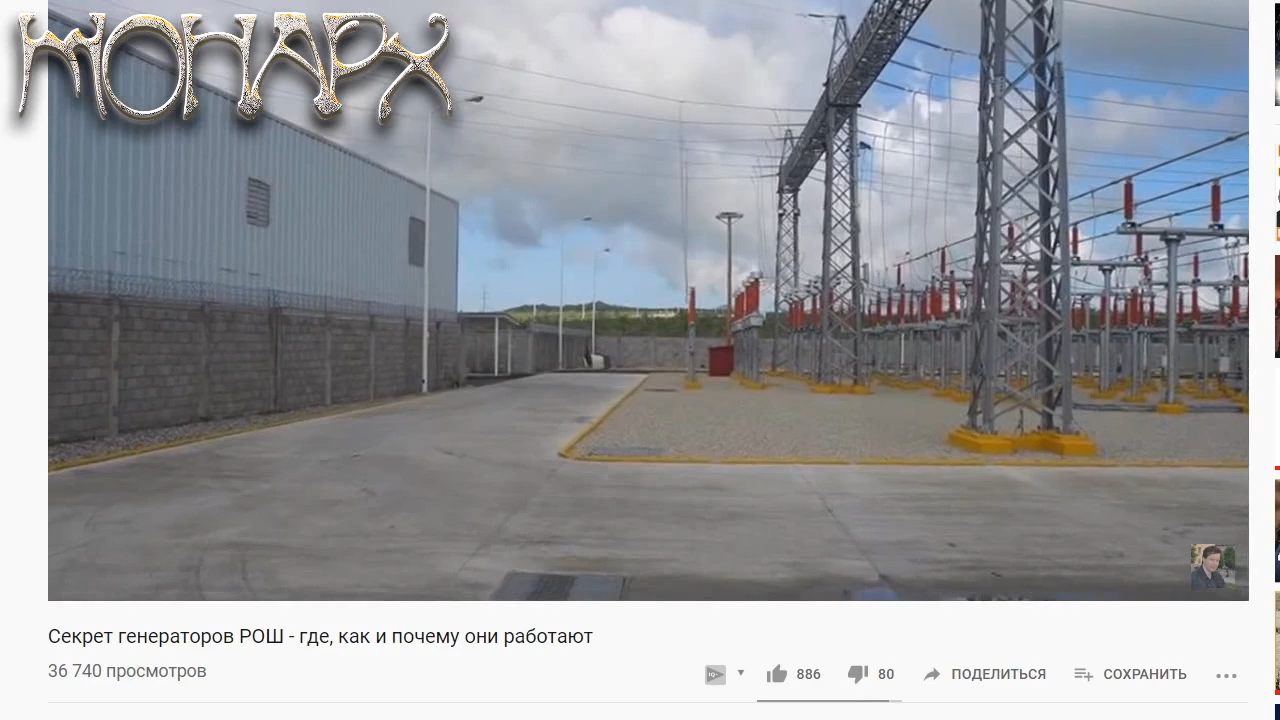 МОНАРХ
Секрет генераторов РОШ - где, как и почему они работают
36 740 просмотров
886
80
ПОДЕЛИТЬСЯ
СОХРАНИТЬ